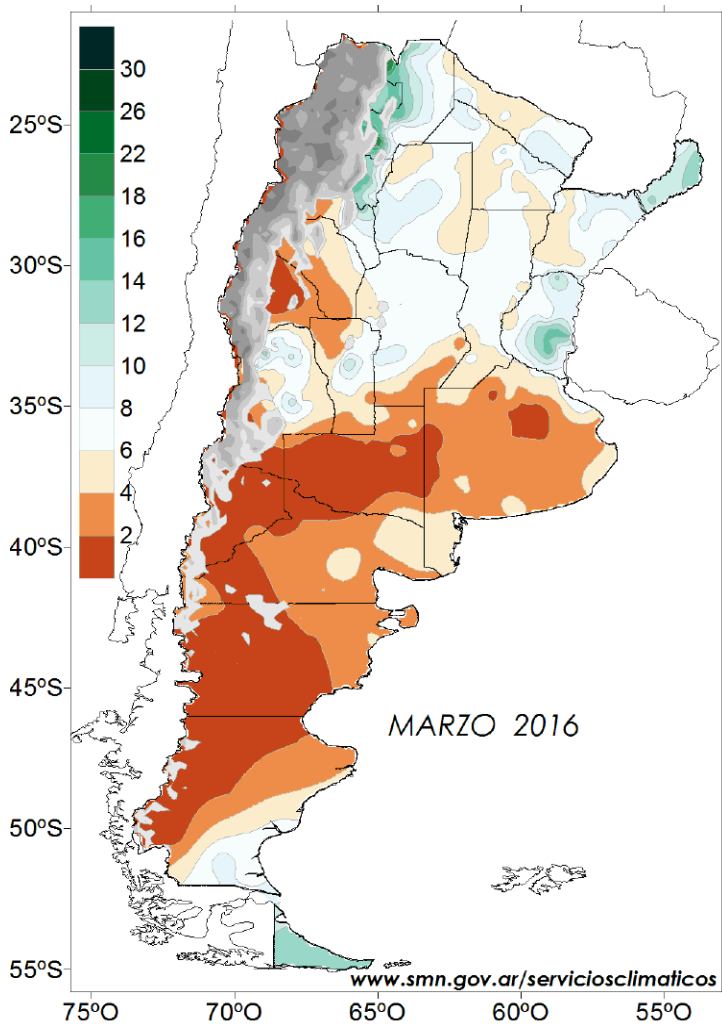 30
26
22
18
16
14
12
10
8
6
4
2
25ºS
30ºS
35ºS
40ºS
45ºS
50ºS
55ºS
MARZO 2016
www.smn.gov.ar/serviciosclimaticos
75ºO
70ºO
65ºO
60ºO
55ºO